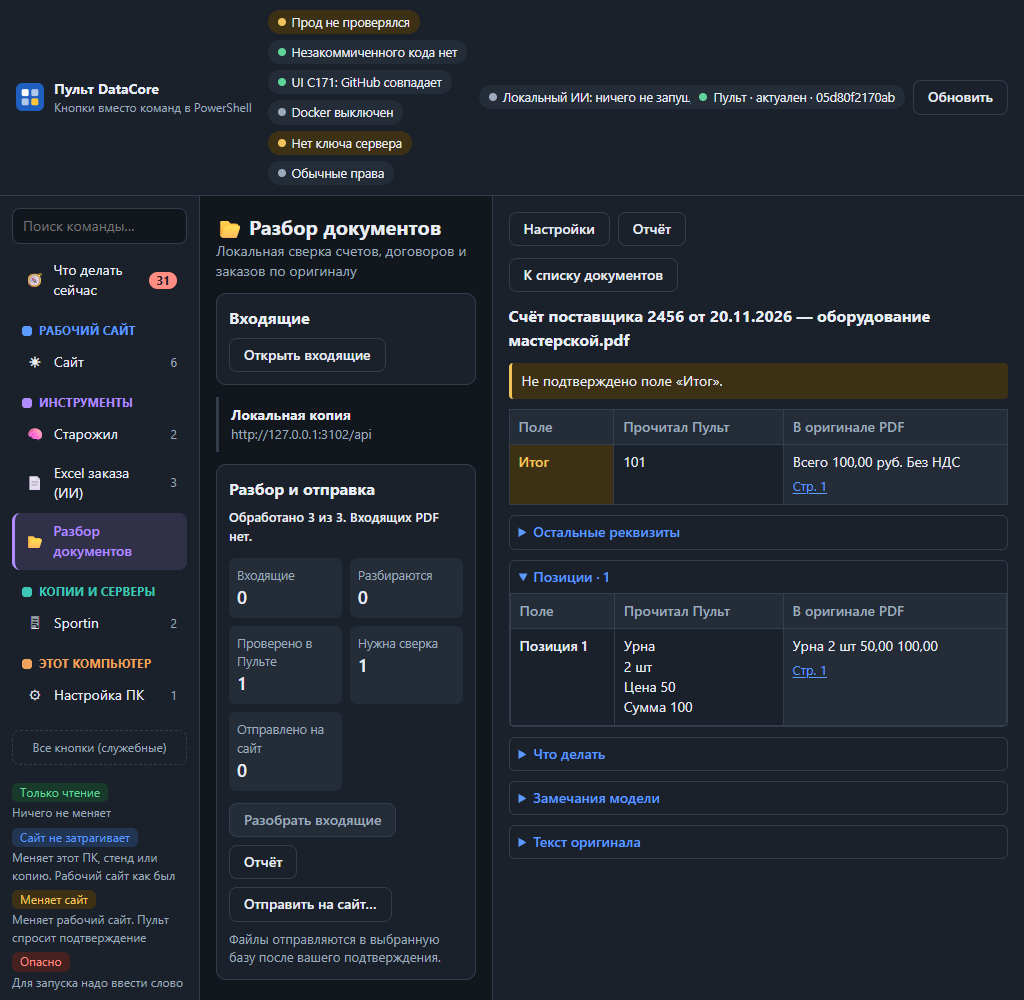 Пульт DataCore
Кнопки вместо команд в PowerShell
Прод не проверялся
Незакоммиченного кода нет
UI C171: GitHub совпадает
Docker выключен
Нет ключа сервера
Обычные права
Локальный ИИ: ничего не запущ
Пульт · актуален · 05d80f2170ab
Обновить
Поиск команды...
Что делать
сейчас
31
РАБОЧИЙ САЙТ
Сайт
6
ИНСТРУМЕНТЫ
Старожил
2
Excel заказа
(ИИ)
3
Разбор
документов
КОПИИ И СЕРВЕРЫ
Sportin
2
ЭТОТ КОМПЬЮТЕР
Настройка ПК
1
Все кнопки (служебные)
Только чтение
Ничего не меняет
Сайт не затрагивает
Меняет этот ПК, стенд или
копию. Рабочий сайт как был
Меняет сайт
Меняет рабочий сайт. Пульт
спросит подтверждение
Опасно
Для запуска надо ввести слово
Разбор документов
Локальная сверка счетов, договоров и
заказов по оригиналу
Входящие
Открыть входящие
Локальная копия
http://127.0.0.1:3102/api
Разбор и отправка
Обработано 3 из 3. Входящих PDF
нет.
Входящие
0
Разбираются
0
Проверено в
Пульте
1
Нужна сверка
1
Отправлено на
сайт
0
Разобрать входящие
Отчёт
Отправить на сайт...
Файлы отправляются в выбранную
базу после вашего подтверждения.
Настройки
Отчёт
К списку документов
Счёт поставщика 2456 от 20.11.2026 — оборудование
мастерской.pdf
Не подтверждено поле «Итог».
Поле
Прочитал Пульт
В оригинале PDF
Итог
101
Всего 100,00 руб. Без НДС
Стр. 1
Остальные реквизиты
Позиции · 1
Поле
Прочитал Пульт
В оригинале PDF
Позиция 1
Урна
2 шт
Цена 50
Сумма 100
Урна 2 шт 50,00 100,00
Стр. 1
Что делать
Замечания модели
Текст оригинала